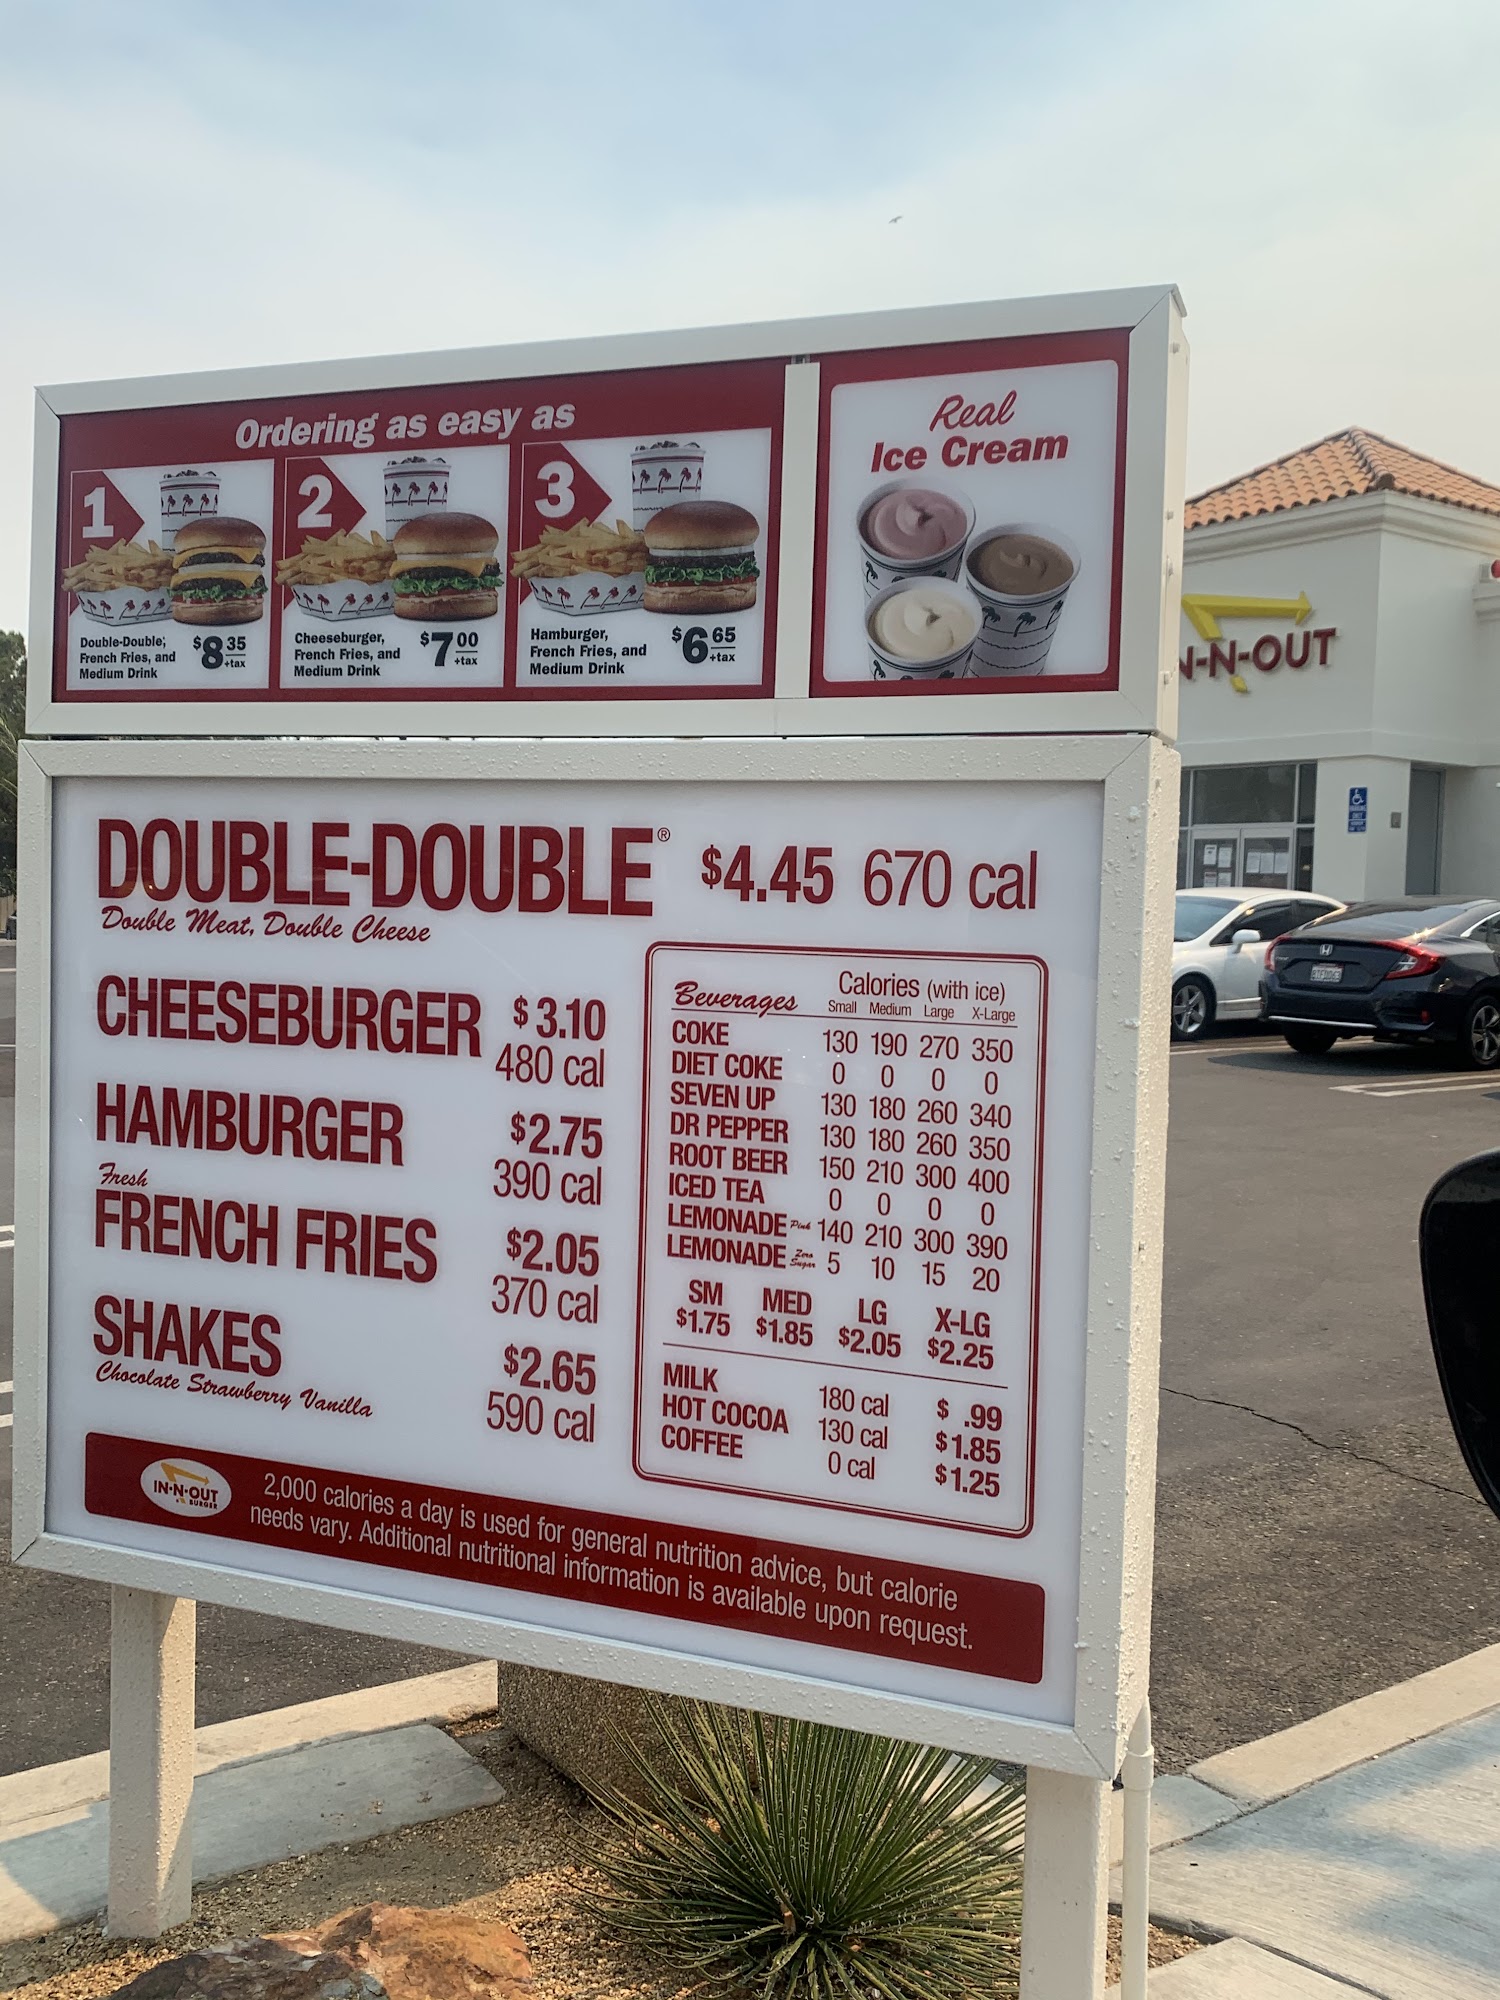 Ordering as easy as
1
Double-Double,
French Fries, and
Medium Drink
$8 35
+tax
2
Cheeseburger,
French Fries, and
Medium Drink
$7 00
+tax
3
Hamburger,
French Fries, and
Medium Drink
$6 65
+tax
Real
Ice Cream
N-N-OUT
DOUBLE-DOUBLE® $4.45 670 cal
Double Meat, Double Cheese
CHEESEBURGER $3.10
480 cal
HAMBURGER $2.75
390 cal
Fresh
FRENCH FRIES $2.05
370 cal
SHAKES $2.65
Chocolate Strawberry Vanilla 590 cal
Beverages Calories (with ice)
Small Medium Large X-Large
COKE 130 190 270 350
DIET COKE 0 0 0 0
SEVEN UP 130 180 260 340
DR PEPPER 130 180 260 350
ROOT BEER 150 210 300 400
ICED TEA 0 0 0 0
LEMONADE Pink 140 210 300 390
LEMONADE Zero Sugar 5 10 15 20
SM MED LG X-LG
$1.75 $1.85 $2.05 $2.25
MILK 180 cal $ .99
HOT COCOA 130 cal $1.85
COFFEE 0 cal $1.25
IN-N-OUT
BURGER
2,000 calories a day is used for general nutrition advice, but calorie
needs vary. Additional nutritional information is available upon request.